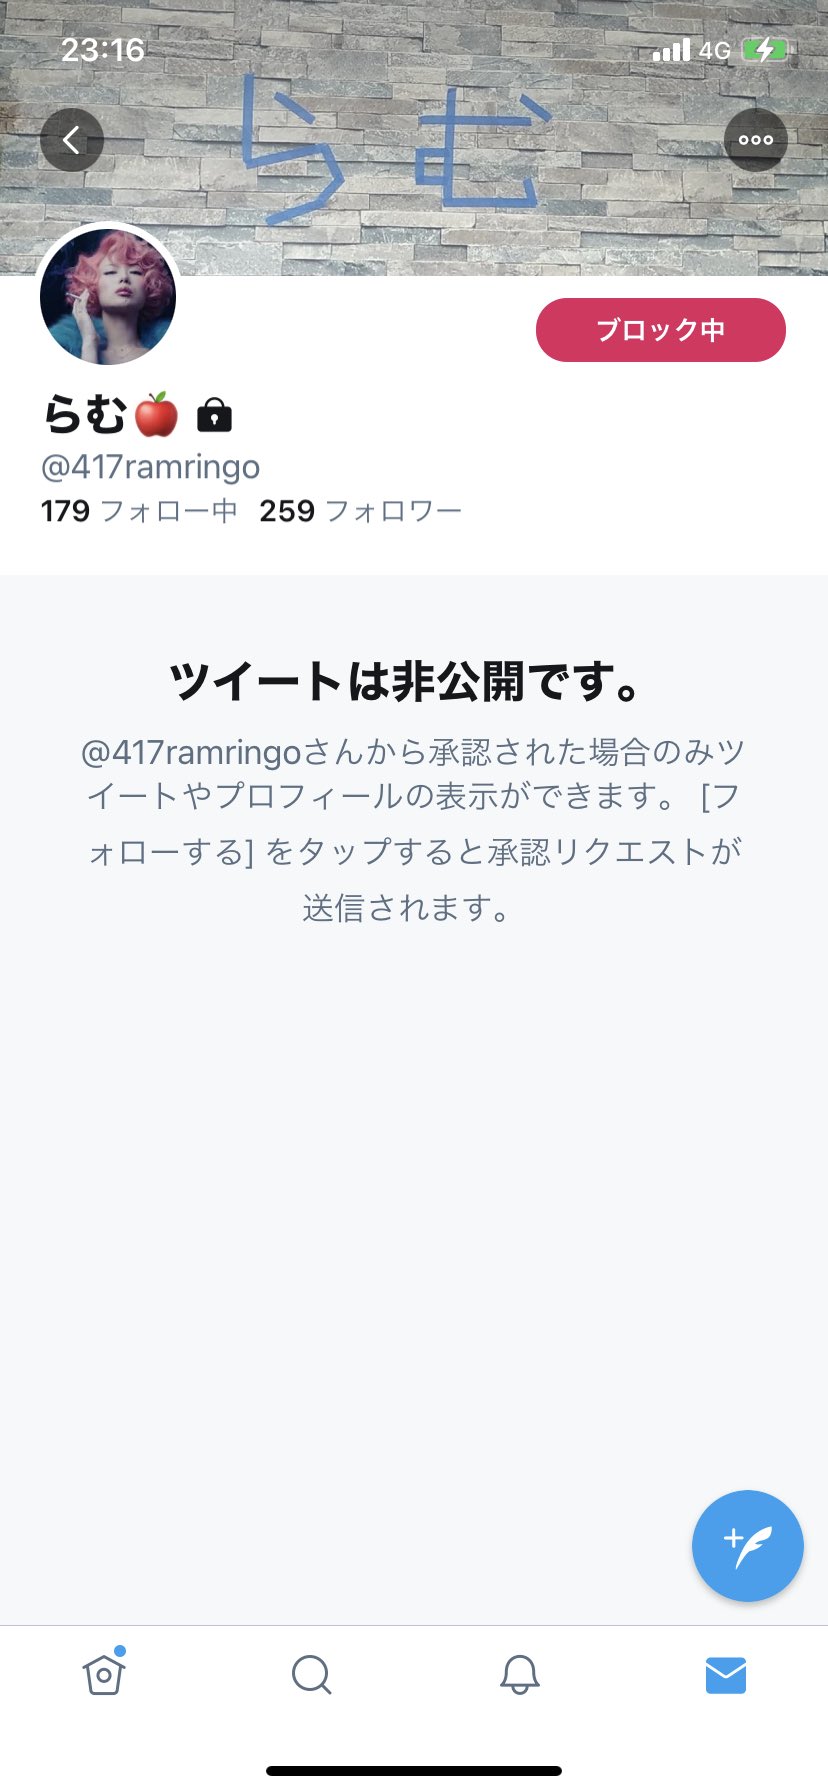 23:16
4G
らむ
ブロック中
らむ🍎
@417ramringo
179 フォロー中 259 フォロワー
ツイートは非公開です。
@417ramringoさんから承認された場合のみツ
イートやプロフィールの表示ができます。 [フ
ォローする] をタップすると承認リクエストが
送信されます。